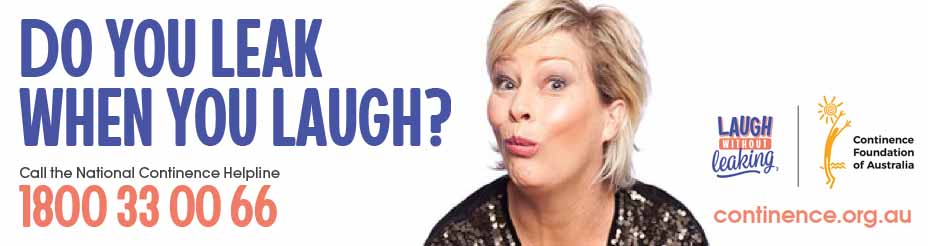 DO YOU LEAK
WHEN YOU LAUGH?
Call the National Continence Helpline
1800 33 00 66
LAUGH
WITHOUT
leaking
Continence
Foundation
of Australia
continence.org.au